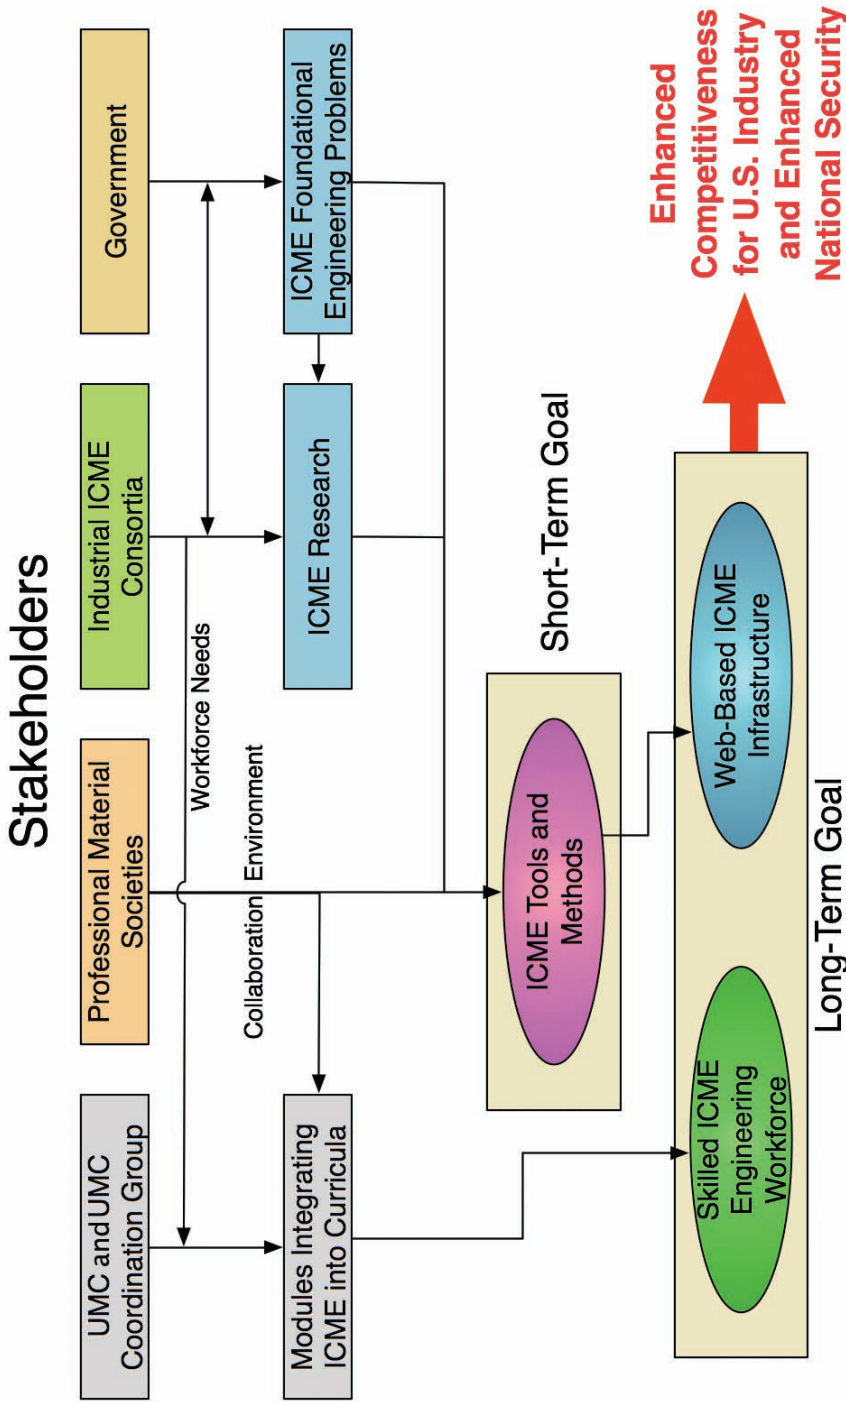 Stakeholders
UMC and UMC
Coordination Group
Professional Material
Societies
Industrial ICME
Consortia
Government
Workforce Needs
Collaboration Environment
Modules Integrating
ICME into Curricula
ICME Research
ICME Foundational
Engineering Problems
ICME Tools and
Methods
Short-Term Goal
Skilled ICME
Engineering
Workforce
Web-Based ICME
Infrastructure
Long-Term Goal
Enhanced
Competitiveness
for U.S. Industry
and Enhanced
National Security